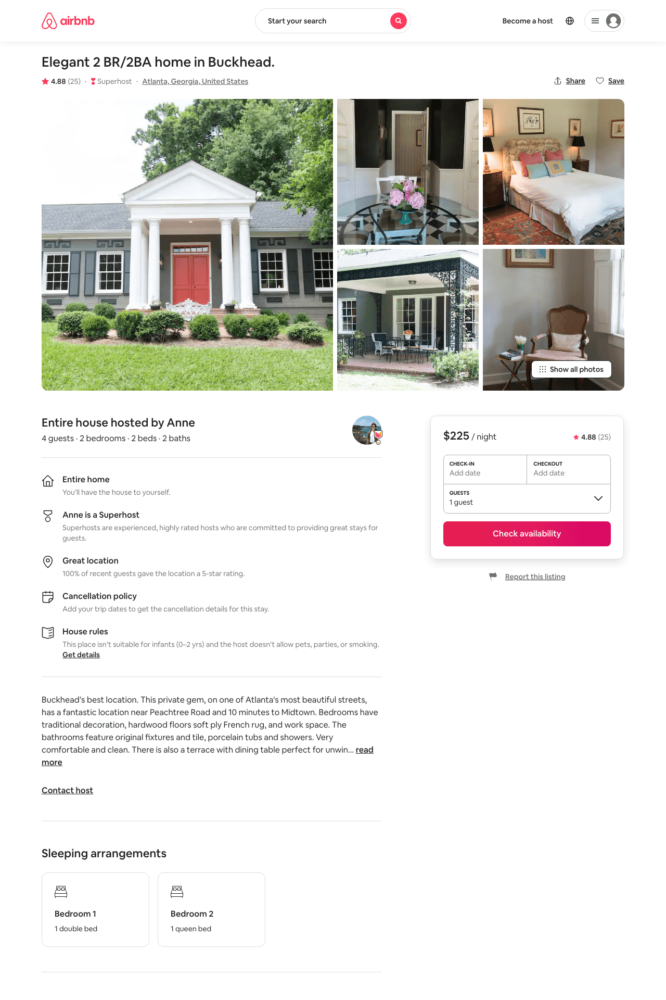 airbnb
Start your search
Become a host
Elegant 2 BR/2BA home in Buckhead.
4.88 (25) · Superhost · Atlanta, Georgia, United States
Share
Save
Show all photos
Entire house hosted by Anne
4 guests · 2 bedrooms · 2 beds · 2 baths
Entire home
You’ll have the house to yourself.
Anne is a Superhost
Superhosts are experienced, highly rated hosts who are committed to providing great stays for
guests.
Great location
100% of recent guests gave the location a 5-star rating.
Cancellation policy
Add your trip dates to get the cancellation details for this stay.
House rules
This place isn’t suitable for infants (0–2 yrs) and the host doesn’t allow pets, parties, or smoking.
Get details
$225 / night
4.88 (25)
CHECK-IN
Add date
CHECKOUT
Add date
GUESTS
1 guest
Check availability
Report this listing
Buckhead’s best location. This private gem, on one of Atlanta's most beautiful streets,
has a fantastic location near Peachtree Road and 10 minutes to Midtown. Bedrooms have
traditional decoration, hardwood floors soft ply French rug, and work space. The
bathrooms feature original fixtures and tile, porcelain tubs and showers. Very
comfortable and clean. There is also a terrace with dining table perfect for unwin... read
more
Contact host
Sleeping arrangements
Bedroom 1
1 double bed
Bedroom 2
1 queen bed